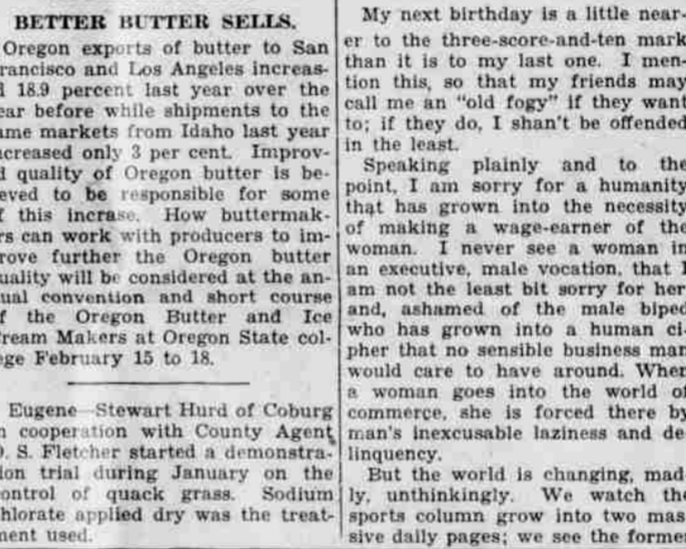 BETTER BUTTER SELLS.
Oregon exports of butter to San
rancisco and Los Angeles increas-
d 18.9 percent last year over the
ear before while shipments to the
ame markets from Idaho last year
ncreased only 3 per cent. Improv-
d quality of Oregon butter is be-
eved to be responsible for some
f this incrase. How buttermak-
rs can work with producers to im-
rove further the Oregon butter
uality will be considered at the an-
ual convention and short course
f the Oregon Butter and Ice
ream Makers at Oregon State col-
ege February 15 to 18.
Eugene—Stewart Hurd of Coburg
n cooperation with County Agent
O. S. Fletcher started a demonstra-
ion trial during January on the
ontrol of quack grass. Sodium
hlorate applied dry was the treat-
ment used.
My next birthday is a little near-
er to the three-score-and-ten mark
than it is to my last one. I men-
tion this, so that my friends may
call me an "old fogy" if they want
to; if they do, I shan't be offended
in the least.
Speaking plainly and to the
point, I am sorry for a humanity
that has grown into the necessity
of making a wage-earner of the
woman. I never see a woman in
an executive, male vocation, that I
am not the least bit sorry for her
and, ashamed of the male biped
who has grown into a human ci-
pher that no sensible business man
would care to have around. When
a woman goes into the world of
commerce, she is forced there by
man's inexcusable laziness and de-
linquency.
But the world is changing, mad-
ly, unthinkingly. We watch the
sports column grow into two mas-
sive daily pages; we see the former